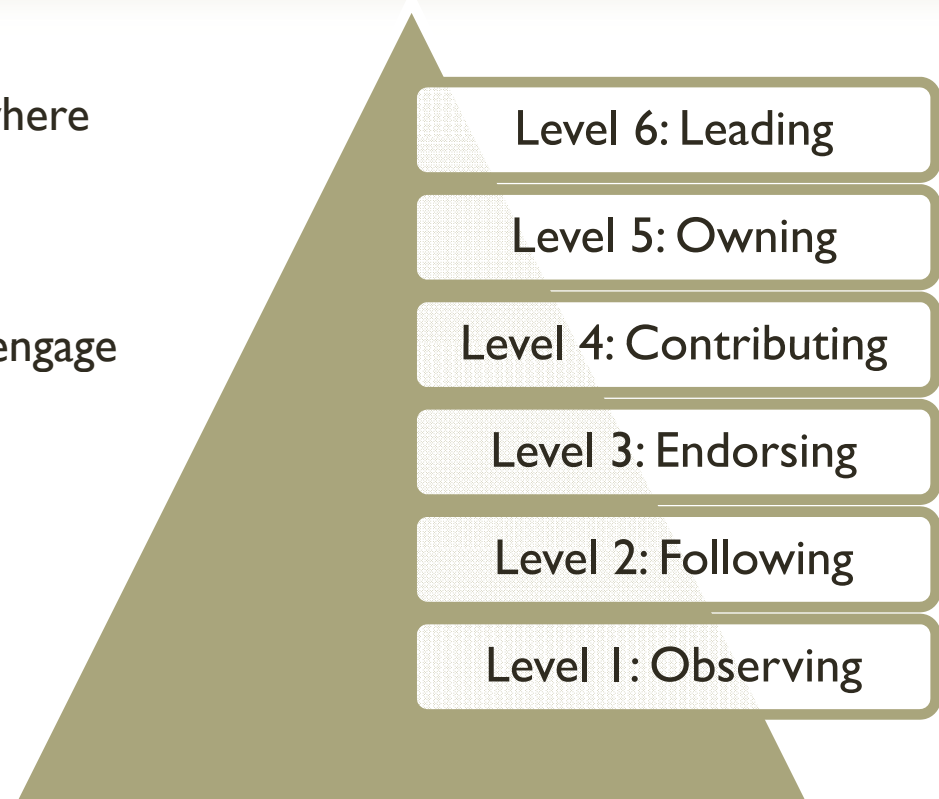 Level 6: Leading
Level 5: Owning
engage
Level 4: Contributing
Level 3: Endorsing
Level 2: Following
Level 1: Observing